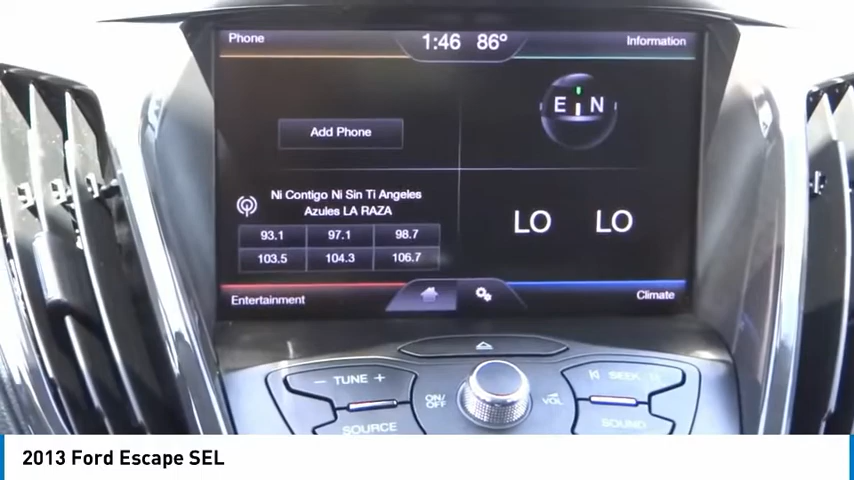 Phone
1:46 86°
Information
E N
Add Phone
Ni Contigo Ni Sin Ti Angeles
Azules LA RAZA
LO LO
93.1 97.1 98.7
103.5 104.3 106.7
Entertainment
Climate
− TUNE +
SOURCE
ON/
OFF
VOL
SEEK
SOUND
2013 Ford Escape SEL